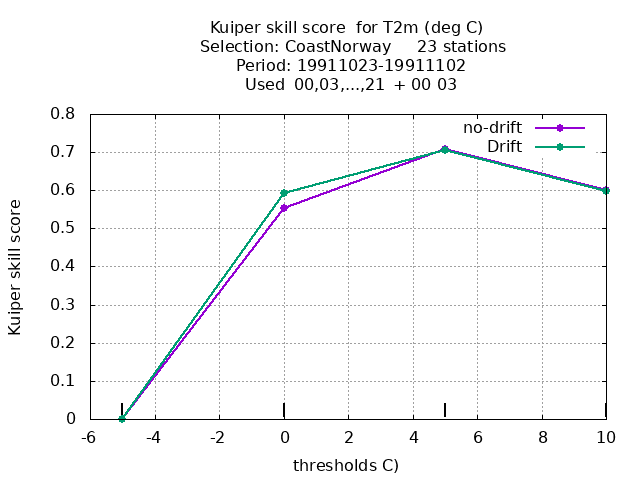 Kuiper skill score  for T2m (deg C)
Selection: CoastNorway     23 stations
Period: 19911023-19911102
Used  00,03,...,21  + 00 03
no-drift
Drift
Kuiper skill score
0.8
0.7
0.6
0.5
0.4
0.3
0.2
0.1
0
-6 -4 -2 0 2 4 6 8 10
thresholds C)